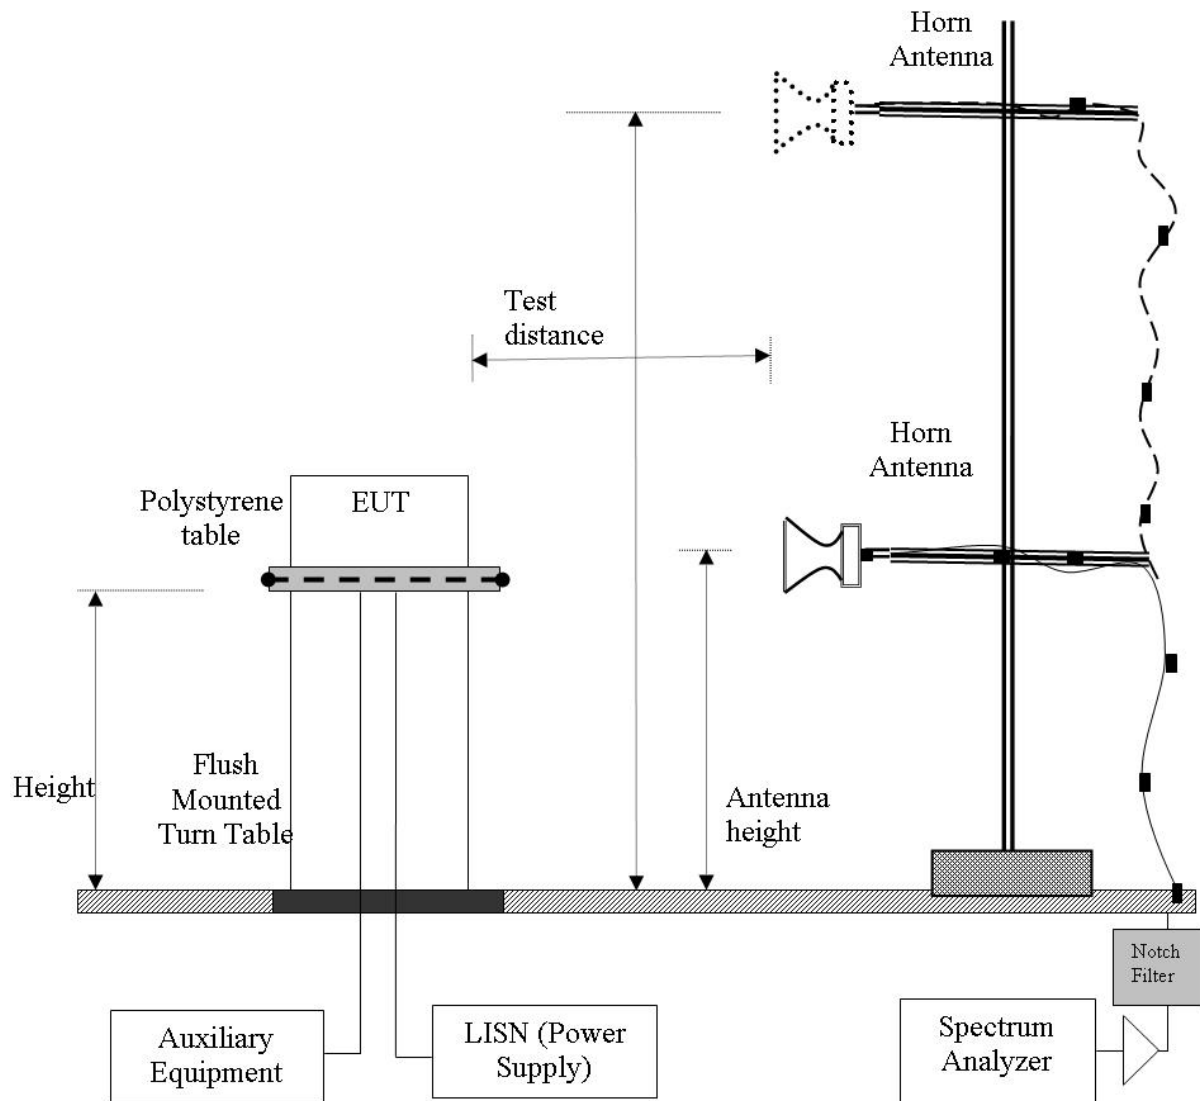 Horn
Antenna
Test
distance
Horn
Antenna
Polystyrene
table
EUT
Height
Flush
Mounted
Turn Table
Antenna
height
Notch
Filter
Auxiliary
Equipment
LISN (Power
Supply)
Spectrum
Analyzer